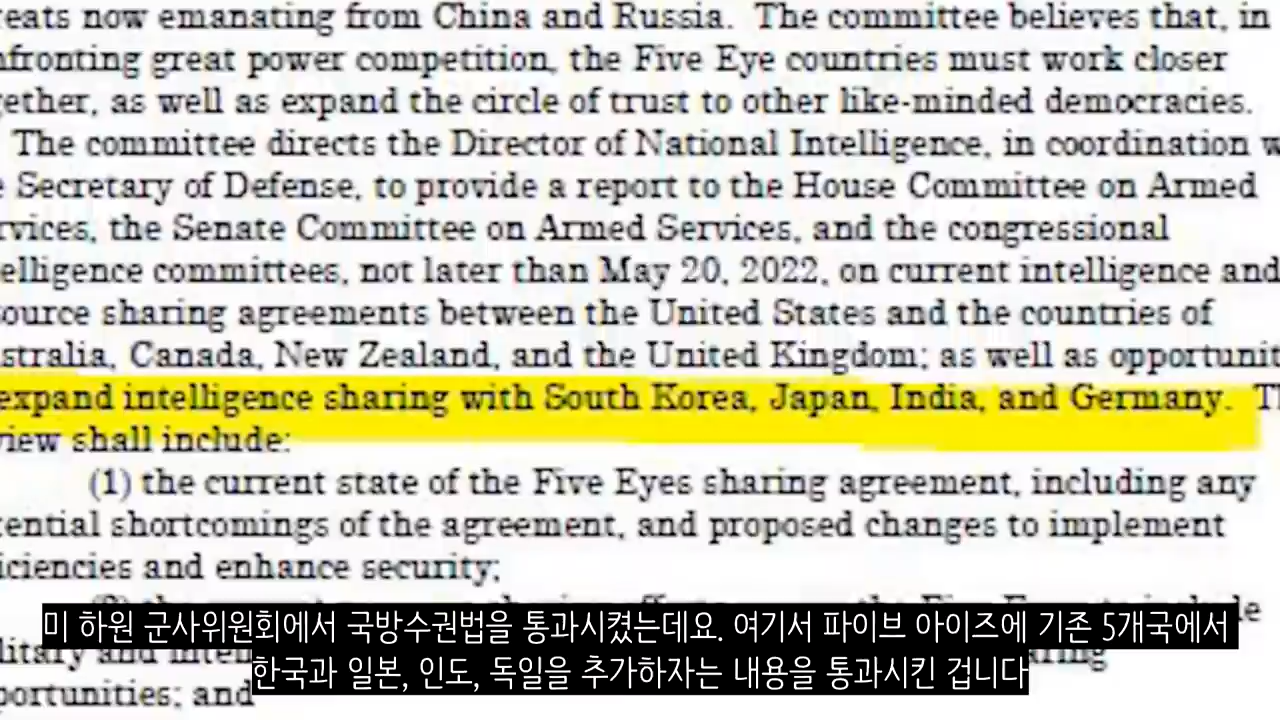 eats now emanating from China and Russia. The committee believes that, in
nfronting great power competition, the Five Eye countries must work closer
gether, as well as expand the circle of trust to other like-minded democracies.
The committee directs the Director of National Intelligence, in coordination w
e Secretary of Defense, to provide a report to the House Committee on Armed
rvices, the Senate Committee on Armed Services, and the congressional
elligence committees, not later than May 20, 2022, on current intelligence and
source sharing agreements between the United States and the countries of
stralia, Canada, New Zealand, and the United Kingdom; as well as opportunit
expand intelligence sharing with South Korea, Japan, India, and Germany. Th
view shall include:
(1) the current state of the Five Eyes sharing agreement, including any
tential shortcomings of the agreement, and proposed changes to implement
iciencies and enhance security;
미 하원 군사위원회에서 국방수권법을 통과시켰는데요. 여기서 파이브 아이즈에 기존 5개국에서
litary and
한국과 일본, 인도, 독일을 추가하자는 내용을 통과시킨 겁니다
portunities; and